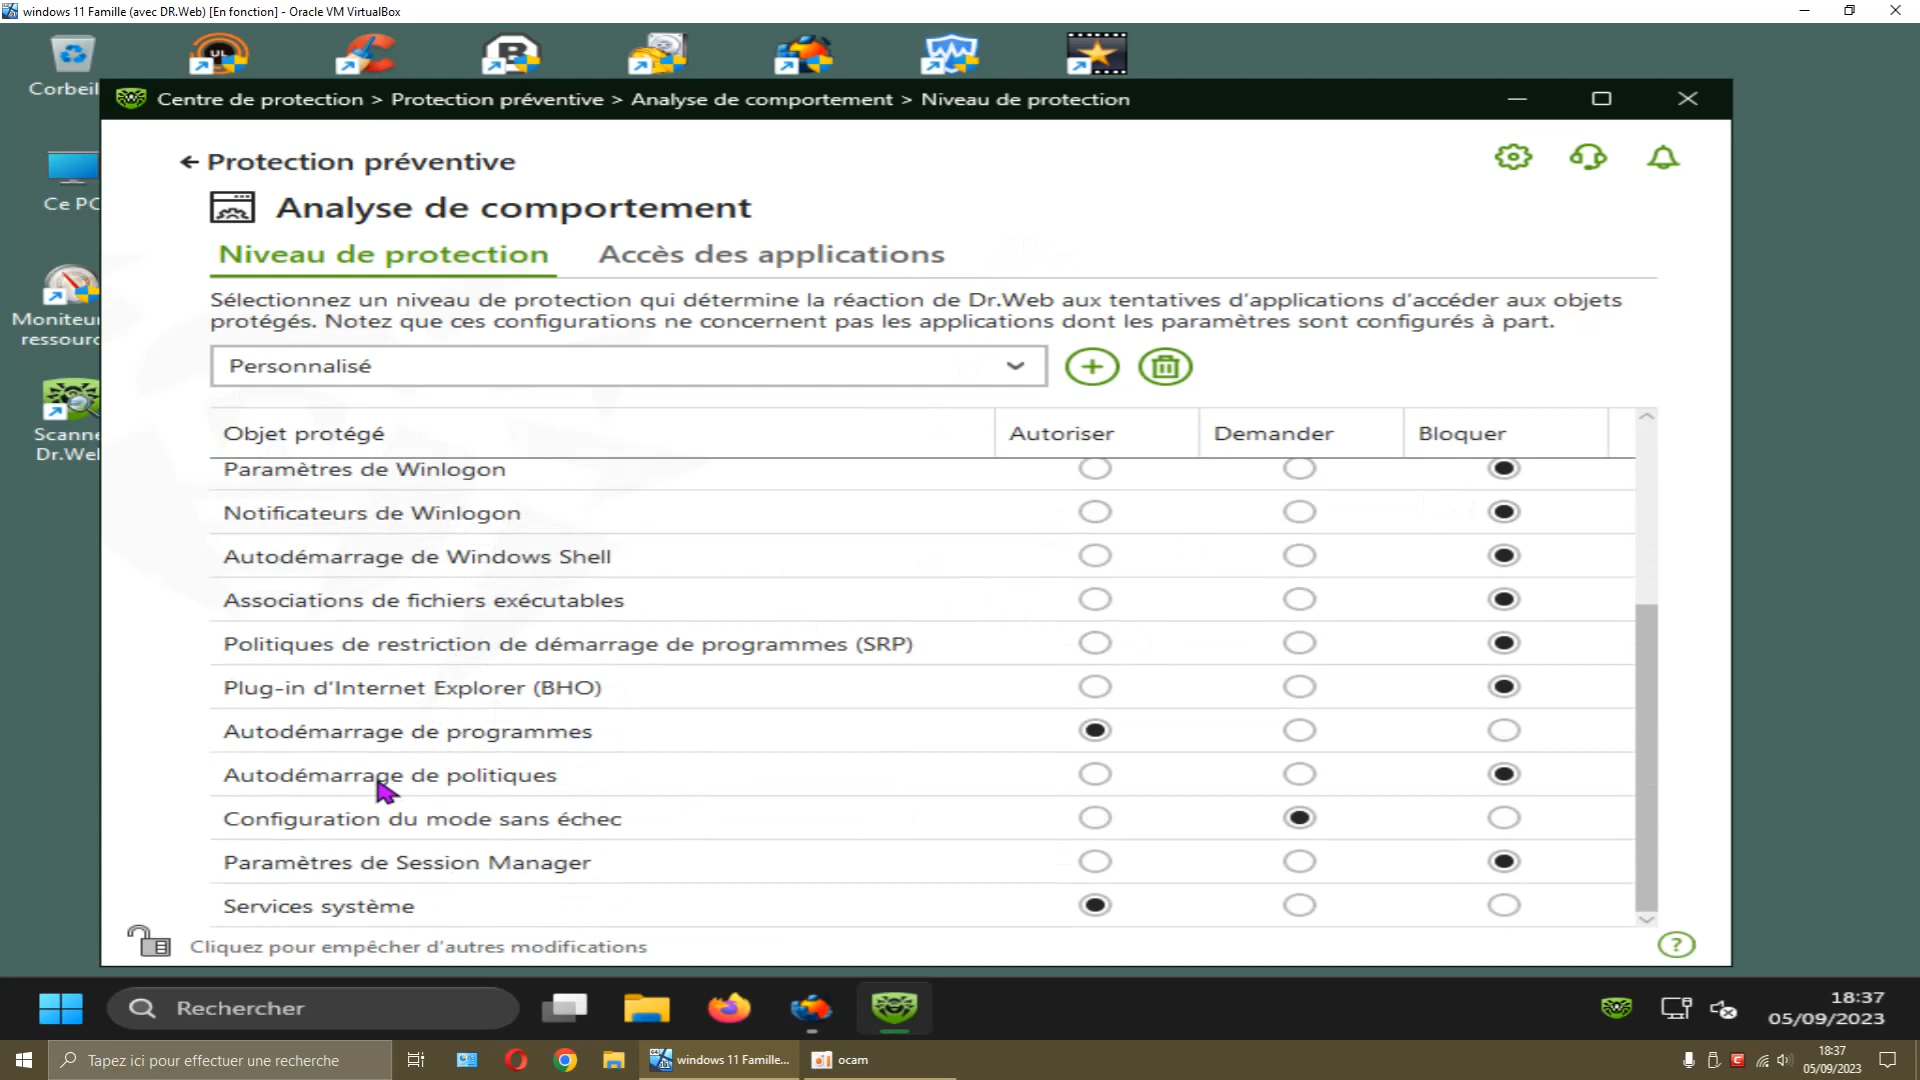 windows 11 Famille (avec DR.Web) [En fonction] - Oracle VM VirtualBox
Corbeil
Ce PC
Moniteur
ressourc
Scanne
Dr.Wel
Centre de protection > Protection préventive > Analyse de comportement > Niveau de protection
Protection préventive
Analyse de comportement
Niveau de protection
Accès des applications
Sélectionnez un niveau de protection qui détermine la réaction de Dr.Web aux tentatives d'applications d'accéder aux objets
protégés. Notez que ces configurations ne concernent pas les applications dont les paramètres sont configurés à part.
Personnalisé
Objet protégé Autoriser Demander Bloquer
Paramètres de Winlogon
Notificateurs de Winlogon
Autodémarrage de Windows Shell
Associations de fichiers exécutables
Politiques de restriction de démarrage de programmes (SRP)
Plug-in d'Internet Explorer (BHO)
Autodémarrage de programmes
Autodémarrage de politiques
Configuration du mode sans échec
Paramètres de Session Manager
Services système
Cliquez pour empêcher d'autres modifications
?
Rechercher
18:37
05/09/2023
Tapez ici pour effectuer une recherche
windows 11 Famille...
ocam
18:37
05/09/2023